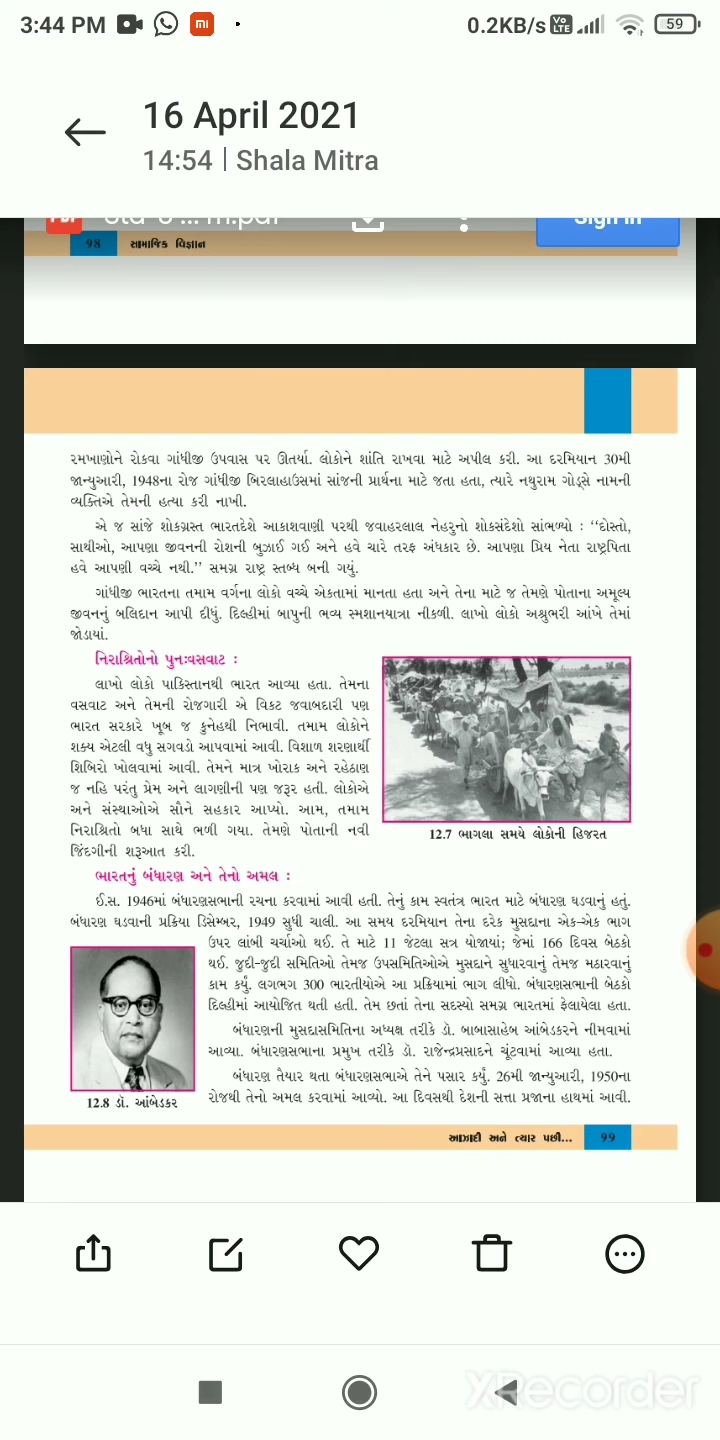 3:44 PM
0.2KB/s
59
16 April 2021
14:54 | Shala Mitra
98 સામાજિક વિજ્ઞાન
રમખાણોને રોકવા ગાંધીજી ઉપવાસ પર ઊતર્યા. લોકોને શાંતિ રાખવા માટે અપીલ કરી. આ દરમિયાન 30મી
જાન્યુઆરી, 1948ના રોજ ગાંધીજી બિરલાહાઉસમાં સાંજની પ્રાર્થના માટે જતા હતા, ત્યારે નથુરામ ગોડ્સે નામની
વ્યક્તિએ તેમની હત્યા કરી નાખી.
એ જ સાંજે શોકગ્રસ્ત ભારતદેશે આકાશવાણી પરથી જવાહરલાલ નેહરુનો શોકસંદેશો સાંભળ્યો : “દોસ્તો,
સાથીઓ, આપણા જીવનની રોશની બુઝાઈ ગઈ અને હવે ચારે તરફ અંધકાર છે. આપણા પ્રિય નેતા રાષ્ટ્રપિતા
હવે આપણી વચ્ચે નથી.” સમગ્ર રાષ્ટ્ર સ્તબ્ધ બની ગયું.
ગાંધીજી ભારતના તમામ વર્ગના લોકો વચ્ચે એકતામાં માનતા હતા અને તેના માટે જ તેમણે પોતાના અમૂલ્ય
જીવનનું બલિદાન આપી દીધું. દિલ્હીમાં બાપુની ભવ્ય સ્મશાનયાત્રા નીકળી. લાખો લોકો અશ્રુભરી આંખે તેમાં
જોડાયાં.
નિરાશ્રિતોનો પુનઃવસવાટ :
લાખો લોકો પાકિસ્તાનથી ભારત આવ્યા હતા. તેમના
વસવાટ અને તેમની રોજગારી એ વિકટ જવાબદારી પણ
ભારત સરકારે ખૂબ જ કુનેહથી નિભાવી. તમામ લોકોને
શક્ય એટલી વધુ સગવડો આપવામાં આવી. વિશાળ શરણાર્થી
શિબિરો ખોલવામાં આવી. તેમને માત્ર ખોરાક અને રહેઠાણ
જ નહિ પરંતુ પ્રેમ અને લાગણીની પણ જરૂર હતી. લોકોએ
અને સંસ્થાઓએ સૌને સહકાર આપ્યો. આમ, તમામ
નિરાશ્રિતો બધા સાથે ભળી ગયા. તેમણે પોતાની નવી
જિંદગીની શરૂઆત કરી.
12.7 ભાગલા સમયે લોકોની હિજરત
ભારતનું બંધારણ અને તેનો અમલ :
ઈ.સ. 1946માં બંધારણસભાની રચના કરવામાં આવી હતી. તેનું કામ સ્વતંત્ર ભારત માટે બંધારણ ઘડવાનું હતું.
બંધારણ ઘડવાની પ્રક્રિયા ડિસેમ્બર, 1949 સુધી ચાલી. આ સમય દરમિયાન તેના દરેક મુસદાના એક-એક ભાગ
ઉપર લાંબી ચર્ચાઓ થઈ. તે માટે 11 જેટલા સત્ર યોજાયાં; જેમાં 166 દિવસ બેઠકો
થઈ. જુદી-જુદી સમિતિઓ તેમજ ઉપસમિતિઓએ મુસદાને સુધારવાનું તેમજ મઠારવાનું
કામ કર્યું. લગભગ 300 ભારતીયોએ આ પ્રક્રિયામાં ભાગ લીધો. બંધારણસભાની બેઠકો
દિલ્હીમાં આયોજિત થતી હતી. તેમ છતાં તેના સદસ્યો સમગ્ર ભારતમાં ફેલાયેલા હતા.
બંધારણની મુસદાસમિતિના અધ્યક્ષ તરીકે ડૉ. બાબાસાહેબ આંબેડકરને નીમવામાં
આવ્યા. બંધારણસભાના પ્રમુખ તરીકે ડૉ. રાજેન્દ્રપ્રસાદને ચૂંટવામાં આવ્યા હતા.
બંધારણ તૈયાર થતા બંધારણસભાએ તેને પસાર કર્યું. 26મી જાન્યુઆરી, 1950ના
રોજથી તેનો અમલ કરવામાં આવ્યો. આ દિવસથી દેશની સત્તા પ્રજાના હાથમાં આવી.
12.8 ડૉ. આંબેડકર
આઝાદી અને ત્યાર પછી... 99
XRecorder